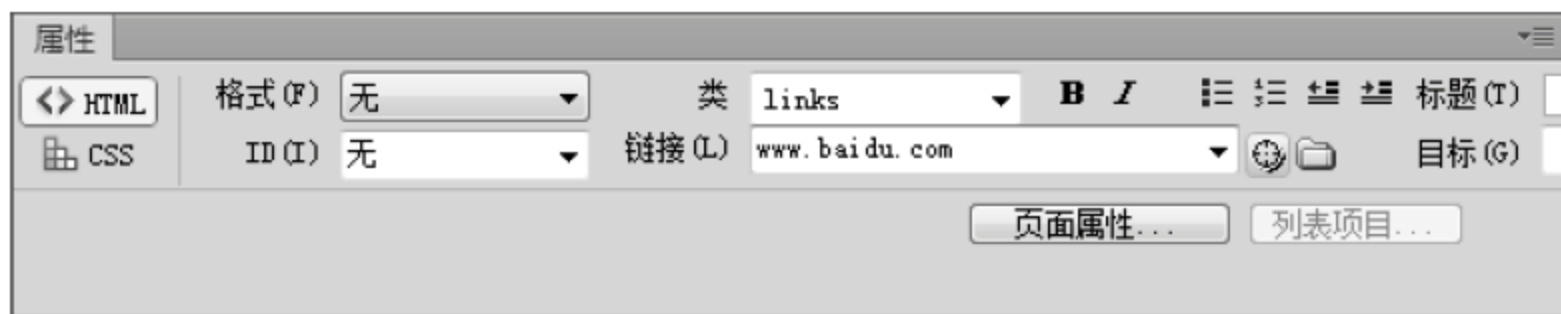 属性
HTML 格式(F) 无 类 links B I 标题(T)
CSS ID(I) 无 链接(L) www.baidu.com 目标(G)
页面属性... 列表项目...